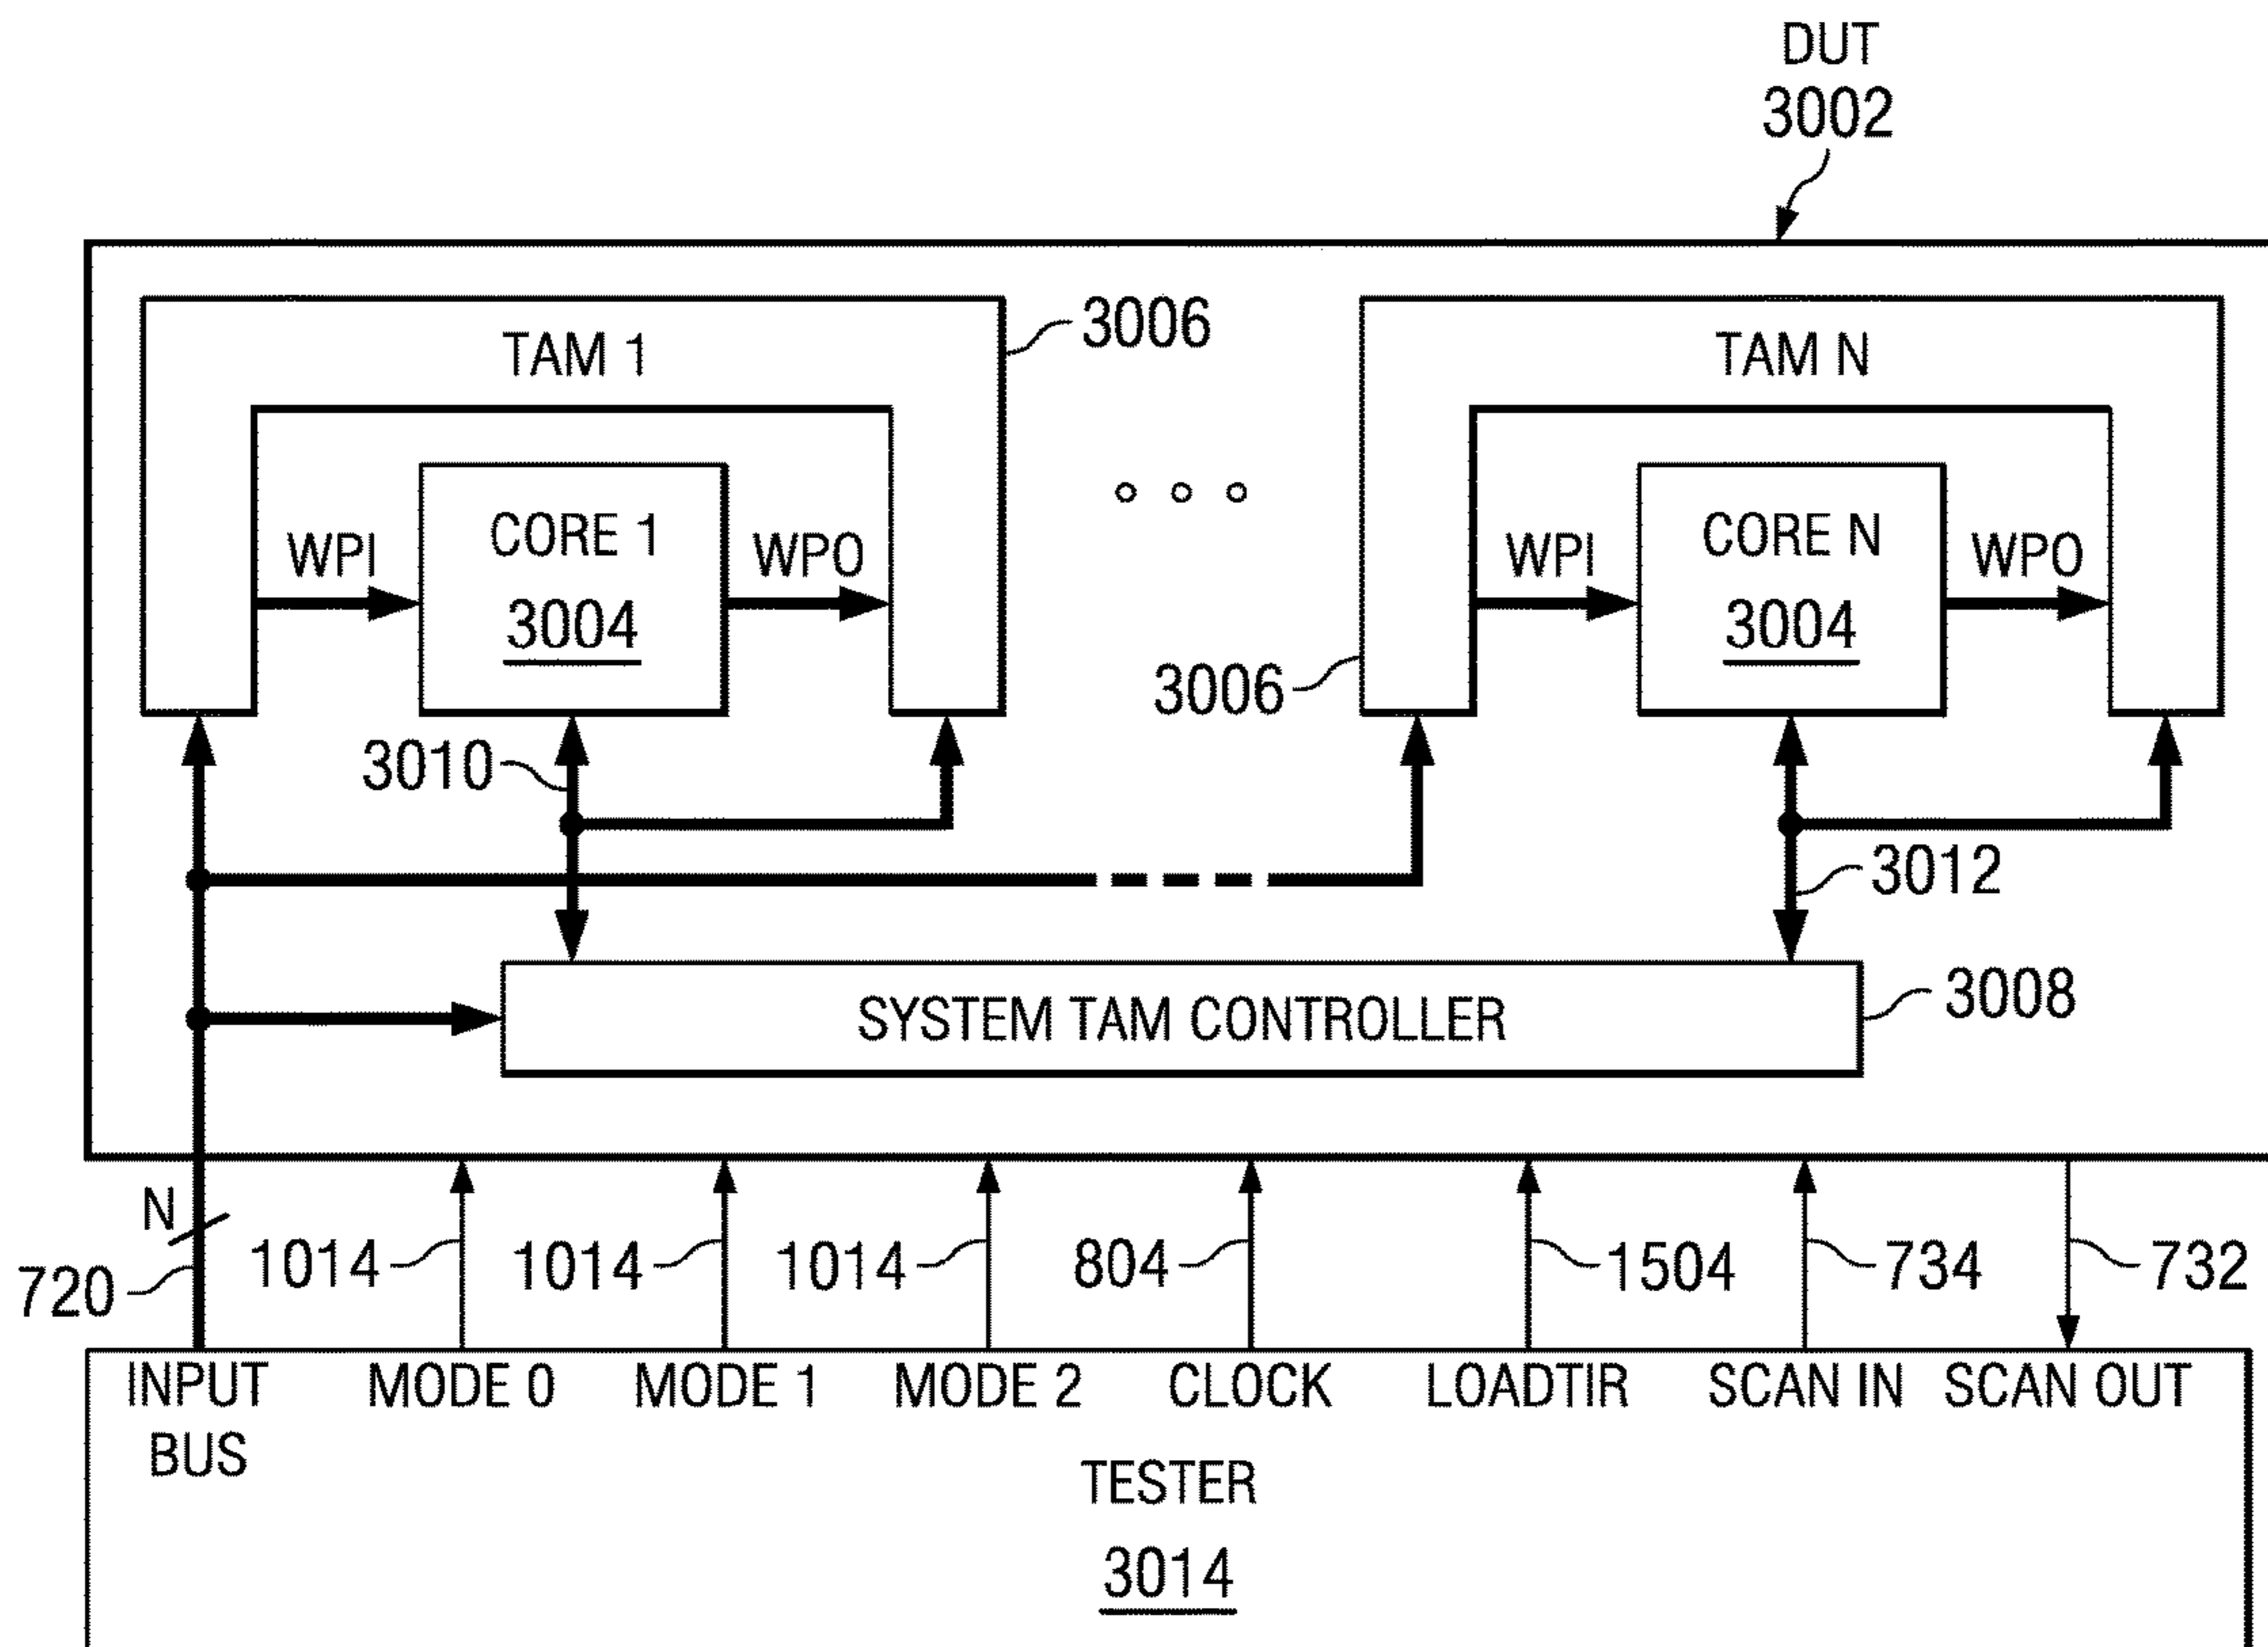 DUT
3002
TAM 1
3006
TAM N
WPI
CORE 1
3004
WPO
WPI
CORE N
3004
WPO
3006
3010
3012
SYSTEM TAM CONTROLLER
3008
N
720
1014
1014
1014
804
1504
734
732
INPUT BUS
MODE 0
MODE 1
MODE 2
CLOCK
LOADTIR
SCAN IN
SCAN OUT
TESTER
3014